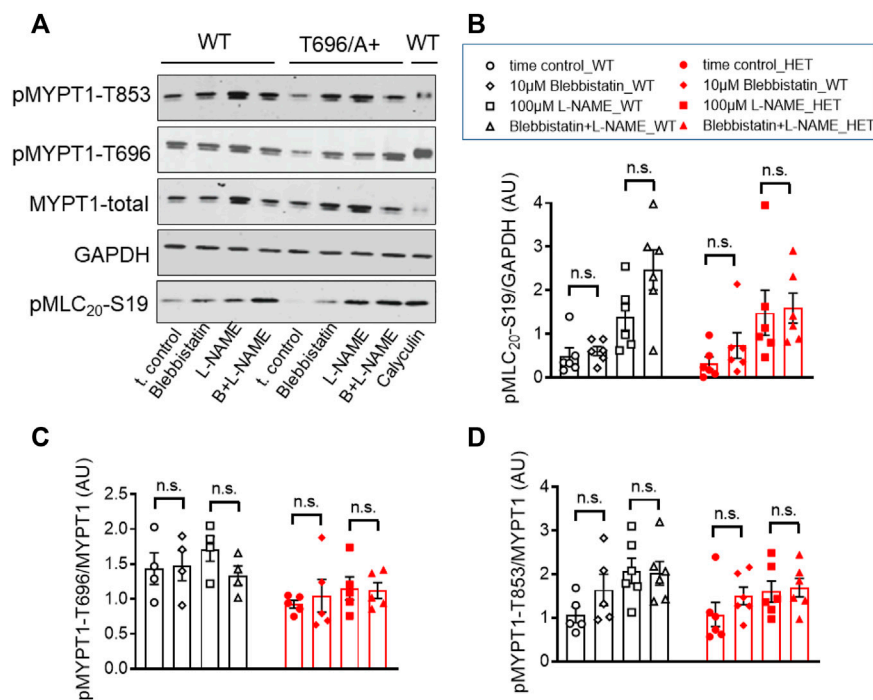 A
WT T696/A+ WT
pMYPT1-T853
pMYPT1-T696
MYPT1-total
GAPDH
pMLC20-S19
t. control
Blebbistatin
L-NAME
B+L-NAME
t. control
Blebbistatin
L-NAME
B+L-NAME
Calyculin
B
time control_WT time control_HET
10µM Blebbistatin_WT 10µM Blebbistatin_WT
100µM L-NAME_WT 100µM L-NAME_HET
Blebbistatin+L-NAME_WT Blebbistatin+L-NAME_HET
pMLC20-S19/GAPDH (AU)
4
3
2
1
0
n.s.
n.s.
n.s.
n.s.
C
pMYPT1-T696/MYPT1 (AU)
2.5
2.0
1.5
1.0
0.5
0.0
n.s.
n.s.
n.s.
n.s.
D
pMYPT1-T853/MYPT1 (AU)
4
3
2
1
0
n.s.
n.s.
n.s.
n.s.